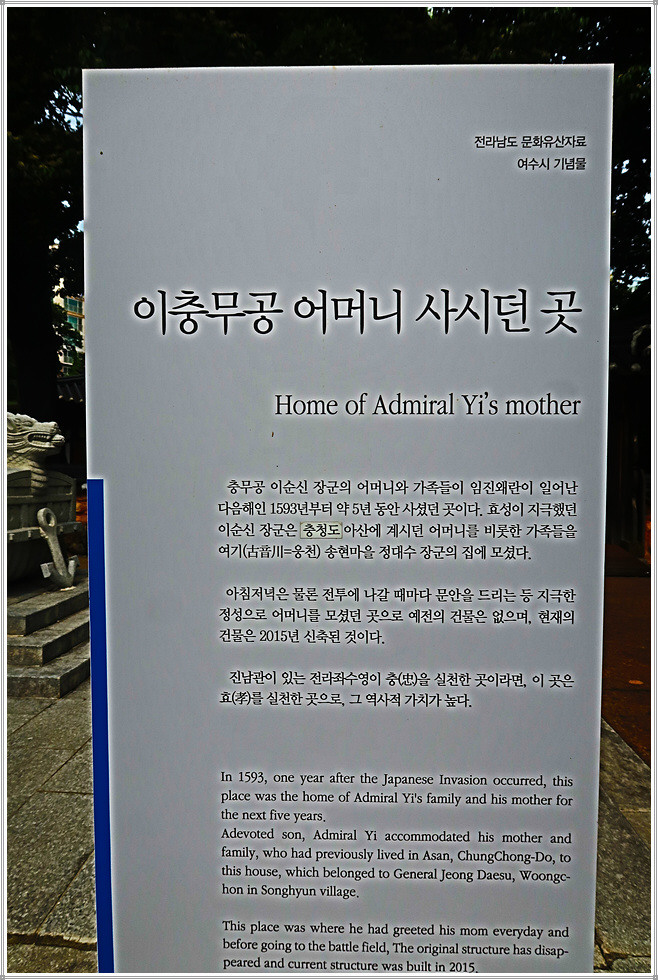 전라남도 문화유산자료
여수시 기념물
이충무공 어머니 사시던 곳
Home of Admiral Yi's mother
충무공 이순신 장군의 어머니와 가족들이 임진왜란이 일어난
다음해인 1593년부터 약 5년 동안 사셨던 곳이다. 효성이 지극했던
이순신 장군은 충청도 아산에 계시던 어머니를 비롯한 가족들을
여기(古音川=웅천) 송현마을 정대수 장군의 집에 모셨다.
아침저녁은 물론 전투에 나갈 때마다 문안을 드리는 등 지극한
정성으로 어머니를 모셨던 곳으로 예전의 건물은 없으며, 현재의
건물은 2015년 신축된 것이다.
진남관이 있는 전라좌수영이 충(忠)을 실천한 곳이라면, 이 곳은
효(孝)를 실천한 곳으로, 그 역사적 가치가 높다.
In 1593, one year after the Japanese Invasion occurred, this
place was the home of Admiral Yi's family and his mother for
the next five years.
Adevoted son, Admiral Yi accommodated his mother and
family, who had previously lived in Asan, ChungChong-Do, to
this house, which belonged to General Jeong Daesu, Woongc-
hon in Songhyun village.
This place was where he had greeted his mom everyday and
before going to the battle field, The original structure has disap-
peared and current structure was built in 2015.